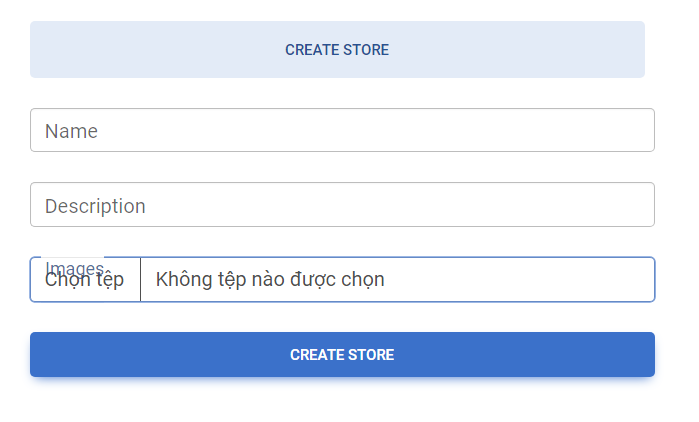 CREATE STORE
Name
Description
Images
Chọn tệp Không tệp nào được chọn
CREATE STORE